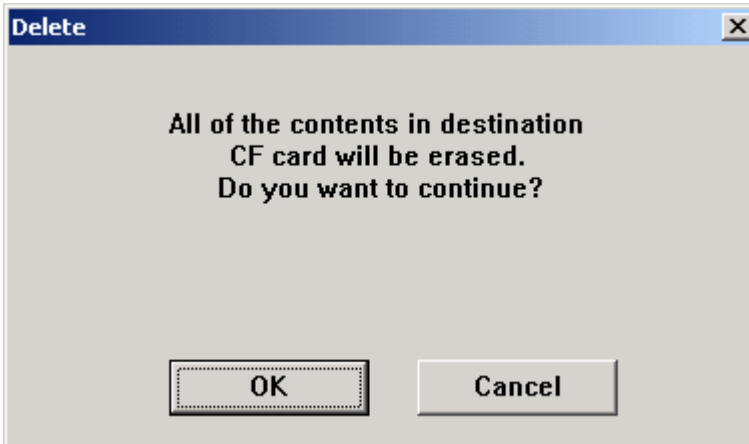 Delete
All of the contents in destination
CF card will be erased.
Do you want to continue?
OK
Cancel